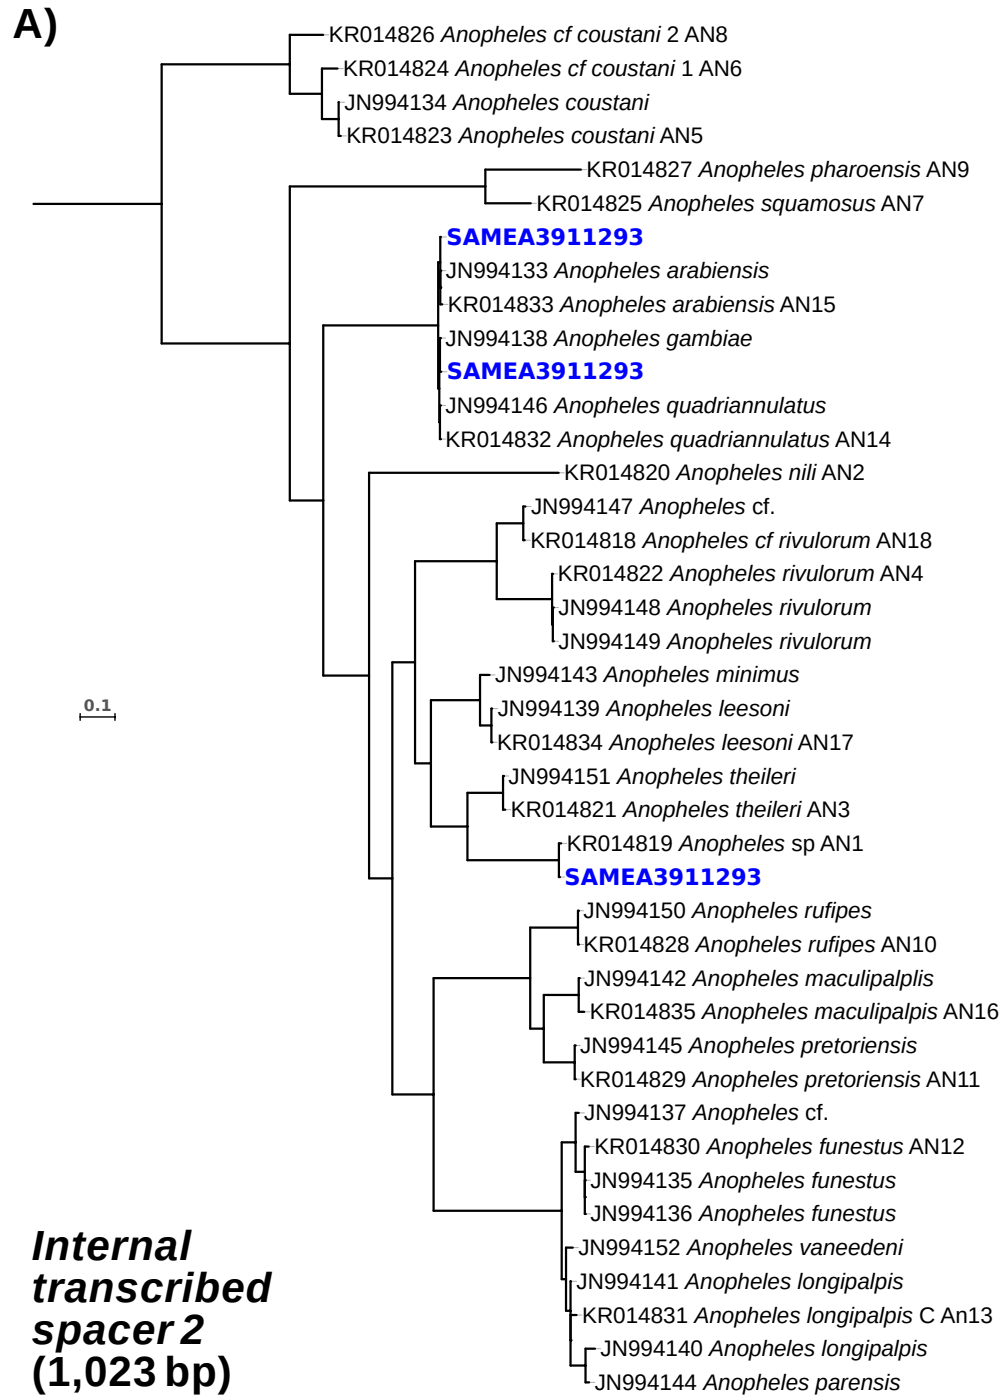 A)
KR014826 Anopheles cf coustani 2 AN8
KR014824 Anopheles cf coustani 1 AN6
JN994134 Anopheles coustani
KR014823 Anopheles coustani AN5
KR014827 Anopheles pharoensis AN9
KR014825 Anopheles squamosus AN7
SAMEA3911293
JN994133 Anopheles arabiensis
KR014833 Anopheles arabiensis AN15
JN994138 Anopheles gambiae
SAMEA3911293
JN994146 Anopheles quadriannulatus
KR014832 Anopheles quadriannulatus AN14
KR014820 Anopheles nili AN2
JN994147 Anopheles cf.
KR014818 Anopheles cf rivulorum AN18
KR014822 Anopheles rivulorum AN4
JN994148 Anopheles rivulorum
JN994149 Anopheles rivulorum
JN994143 Anopheles minimus
JN994139 Anopheles leesoni
0.1
KR014834 Anopheles leesoni AN17
JN994151 Anopheles theileri
KR014821 Anopheles theileri AN3
KR014819 Anopheles sp AN1
SAMEA3911293
JN994150 Anopheles rufipes
KR014828 Anopheles rufipes AN10
JN994142 Anopheles maculipalplis
KR014835 Anopheles maculipalpis AN16
JN994145 Anopheles pretoriensis
KR014829 Anopheles pretoriensis AN11
JN994137 Anopheles cf.
KR014830 Anopheles funestus AN12
JN994135 Anopheles funestus
JN994136 Anopheles funestus
JN994152 Anopheles vaneedeni
JN994141 Anopheles longipalpis
KR014831 Anopheles longipalpis C An13
JN994140 Anopheles longipalpis
JN994144 Anopheles parensis
Internal
transcribed
spacer 2
(1,023 bp)